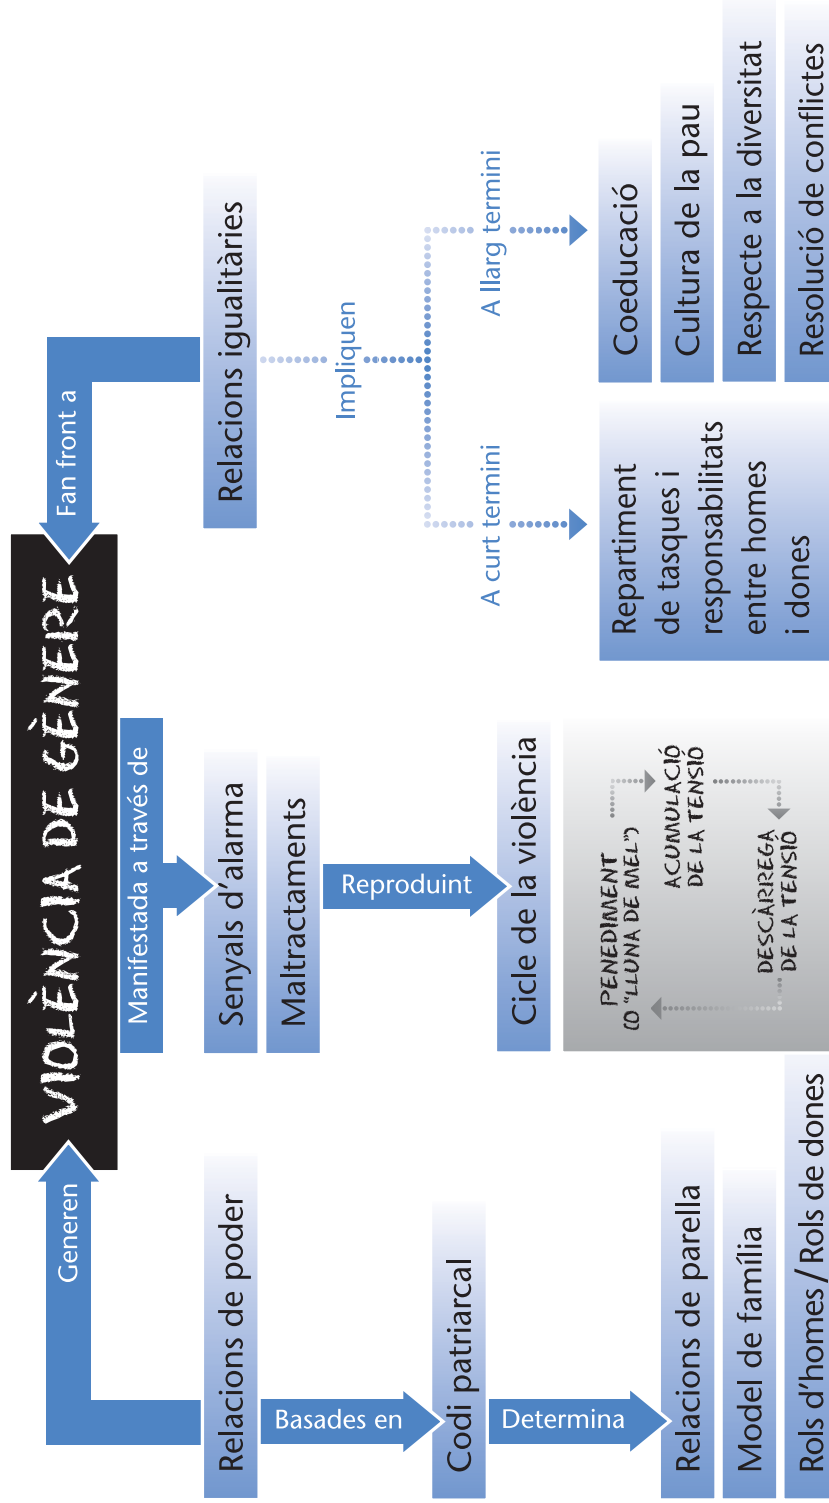 VIOLÈNCIA DE GÈNERE
Generen
Relacions de poder
Basades en
Codi patriarcal
Determina
Relacions de parella
Model de família
Rols d’homes / Rols de dones
Manifestada a través de
Senyals d’alarma
Maltractaments
Reproduint
Cicle de la violència
PENEDIMENT
(O “LLUNA DE MEL”)
ACUMULACIÓ
DE LA TENSIÓ
DESCÀRREGA
DE LA TENSIÓ
Fan front a
Relacions igualitàries
Impliquen
A curt termini
Repartiment
de tasques i
responsabilitats
entre homes
i dones
A llarg termini
Coeducació
Cultura de la pau
Respecte a la diversitat
Resolució de conflictes